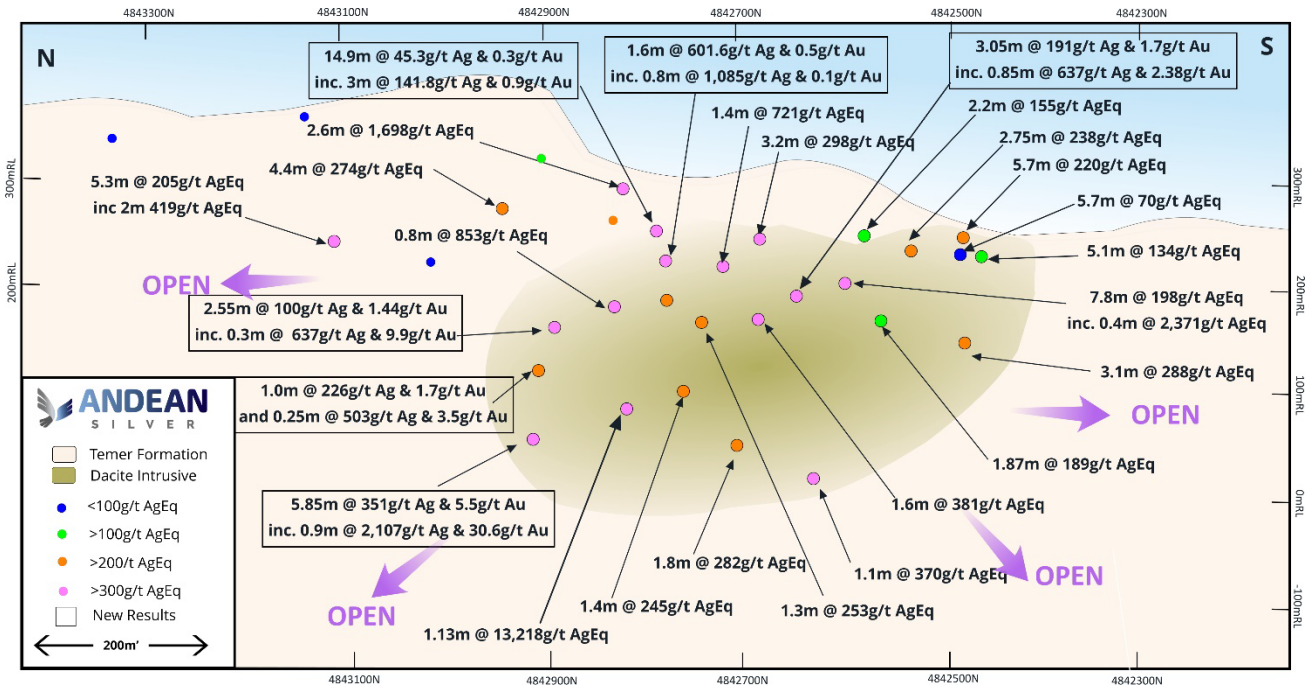 4843300N
4843100N
4842900N
4842700N
4842500N
4842300N
N
S
14.9m @ 45.3g/t Ag & 0.3g/t Au
inc. 3m @ 141.8g/t Ag & 0.9g/t Au
1.6m @ 601.6g/t Ag & 0.5g/t Au
inc. 0.8m @ 1,085g/t Ag & 0.1g/t Au
3.05m @ 191g/t Ag & 1.7g/t Au
inc. 0.85m @ 637g/t Ag & 2.38g/t Au
2.6m @ 1,698g/t AgEq
1.4m @ 721g/t AgEq
2.2m @ 155g/t AgEq
3.2m @ 298g/t AgEq
2.75m @ 238g/t AgEq
4.4m @ 274g/t AgEq
5.7m @ 220g/t AgEq
300mRL
300mRL
5.3m @ 205g/t AgEq
inc 2m 419g/t AgEq
5.7m @ 70g/t AgEq
0.8m @ 853g/t AgEq
5.1m @ 134g/t AgEq
200mRL
200mRL
OPEN
2.55m @ 100g/t Ag & 1.44g/t Au
inc. 0.3m @ 637g/t Ag & 9.9g/t Au
7.8m @ 198g/t AgEq
inc. 0.4m @ 2,371g/t AgEq
3.1m @ 288g/t AgEq
1.0m @ 226g/t Ag & 1.7g/t Au
and 0.25m @ 503g/t Ag & 3.5g/t Au
100mRL
OPEN
1.87m @ 189g/t AgEq
5.85m @ 351g/t Ag & 5.5g/t Au
inc. 0.9m @ 2,107g/t Ag & 30.6g/t Au
1.6m @ 381g/t AgEq
0mRL
1.8m @ 282g/t AgEq
1.1m @ 370g/t AgEq
OPEN
OPEN
1.4m @ 245g/t AgEq
1.3m @ 253g/t AgEq
-100mRL
1.13m @ 13,218g/t AgEq
ANDEAN
SILVER
Temer Formation
Dacite Intrusive
<100g/t AgEq
>100g/t AgEq
>200/t AgEq
>300g/t AgEq
New Results
200m'
4843100N
4842900N
4842700N
4842500N
4842300N